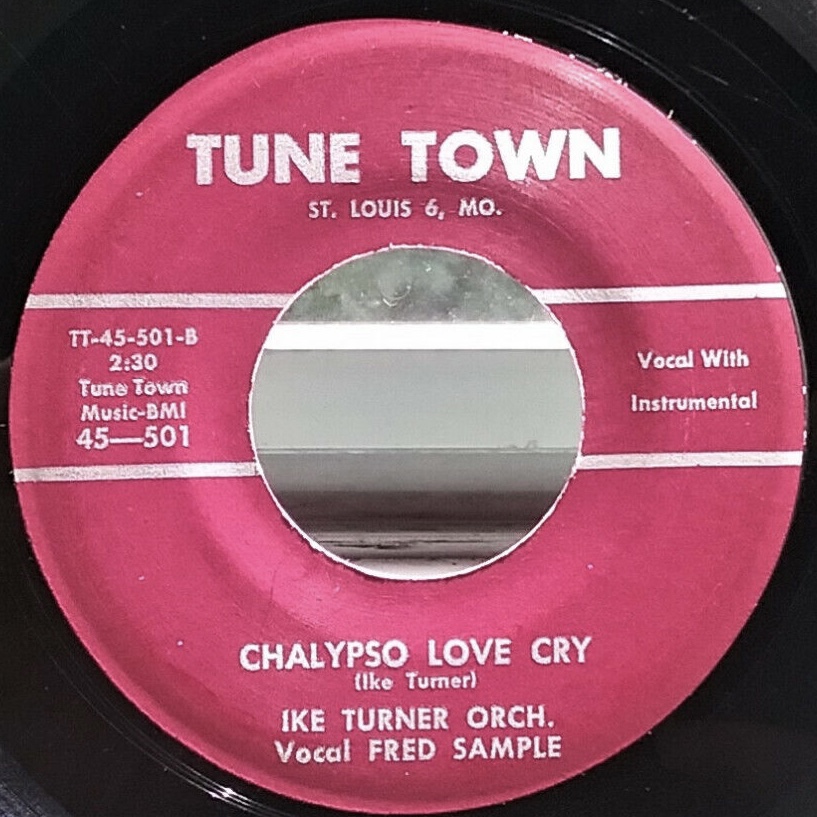 TUNE TOWN
ST. LOUIS 6, MO.
TT-45-501-B
2:30
Tune Town
Music-BMI
45—501
Vocal With
Instrumental
CHALYPSO LOVE CRY
(Ike Turner)
IKE TURNER ORCH.
Vocal FRED SAMPLE